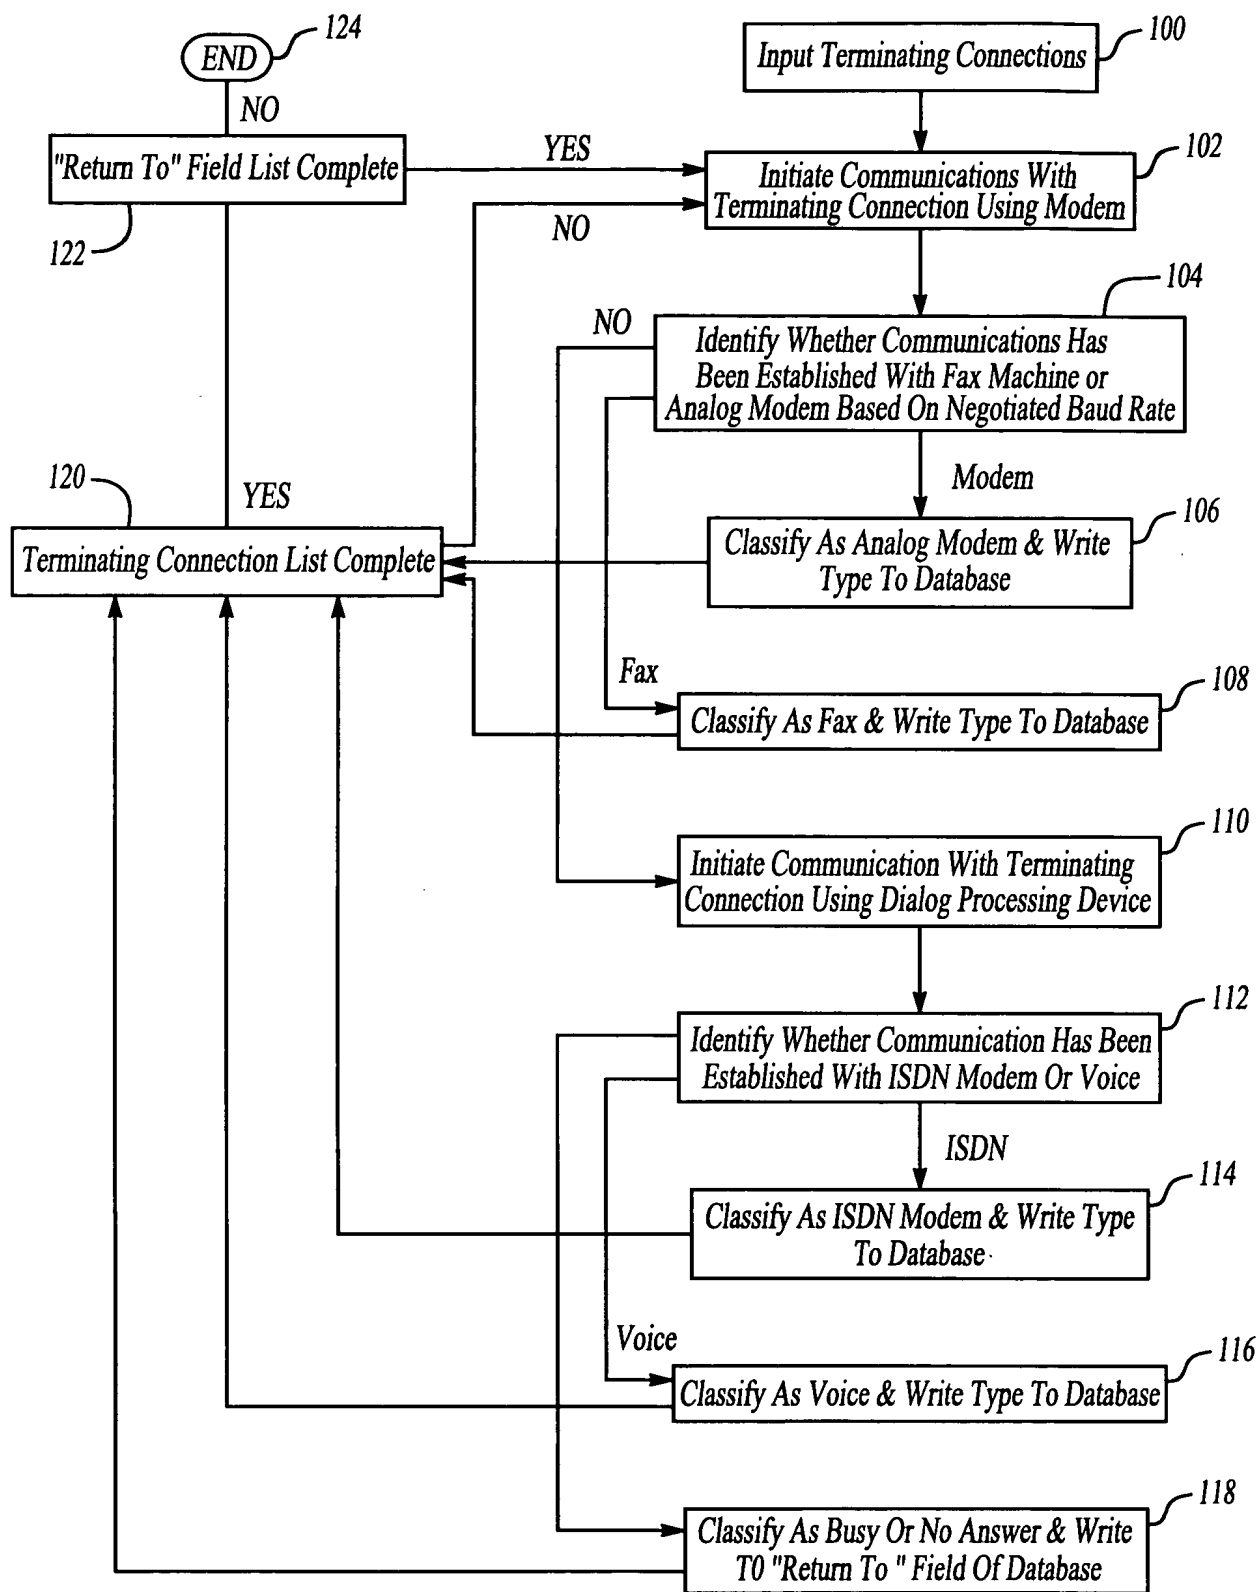 124
END
NO
100
Input Terminating Connections
"Return To" Field List Complete
122
YES
102
Initiate Communications With
Terminating Connection Using Modem
NO
104
NO
Identify Whether Communications Has
Been Established With Fax Machine or
Analog Modem Based On Negotiated Baud Rate
Modem
120
YES
Terminating Connection List Complete
106
Classify As Analog Modem & Write
Type To Database
Fax
108
Classify As Fax & Write Type To Database
110
Initiate Communication With Terminating
Connection Using Dialog Processing Device
112
Identify Whether Communication Has Been
Established With ISDN Modem Or Voice
ISDN
114
Classify As ISDN Modem & Write Type
To Database
Voice
116
Classify As Voice & Write Type To Database
118
Classify As Busy Or No Answer & Write
T0 "Return To " Field Of Database